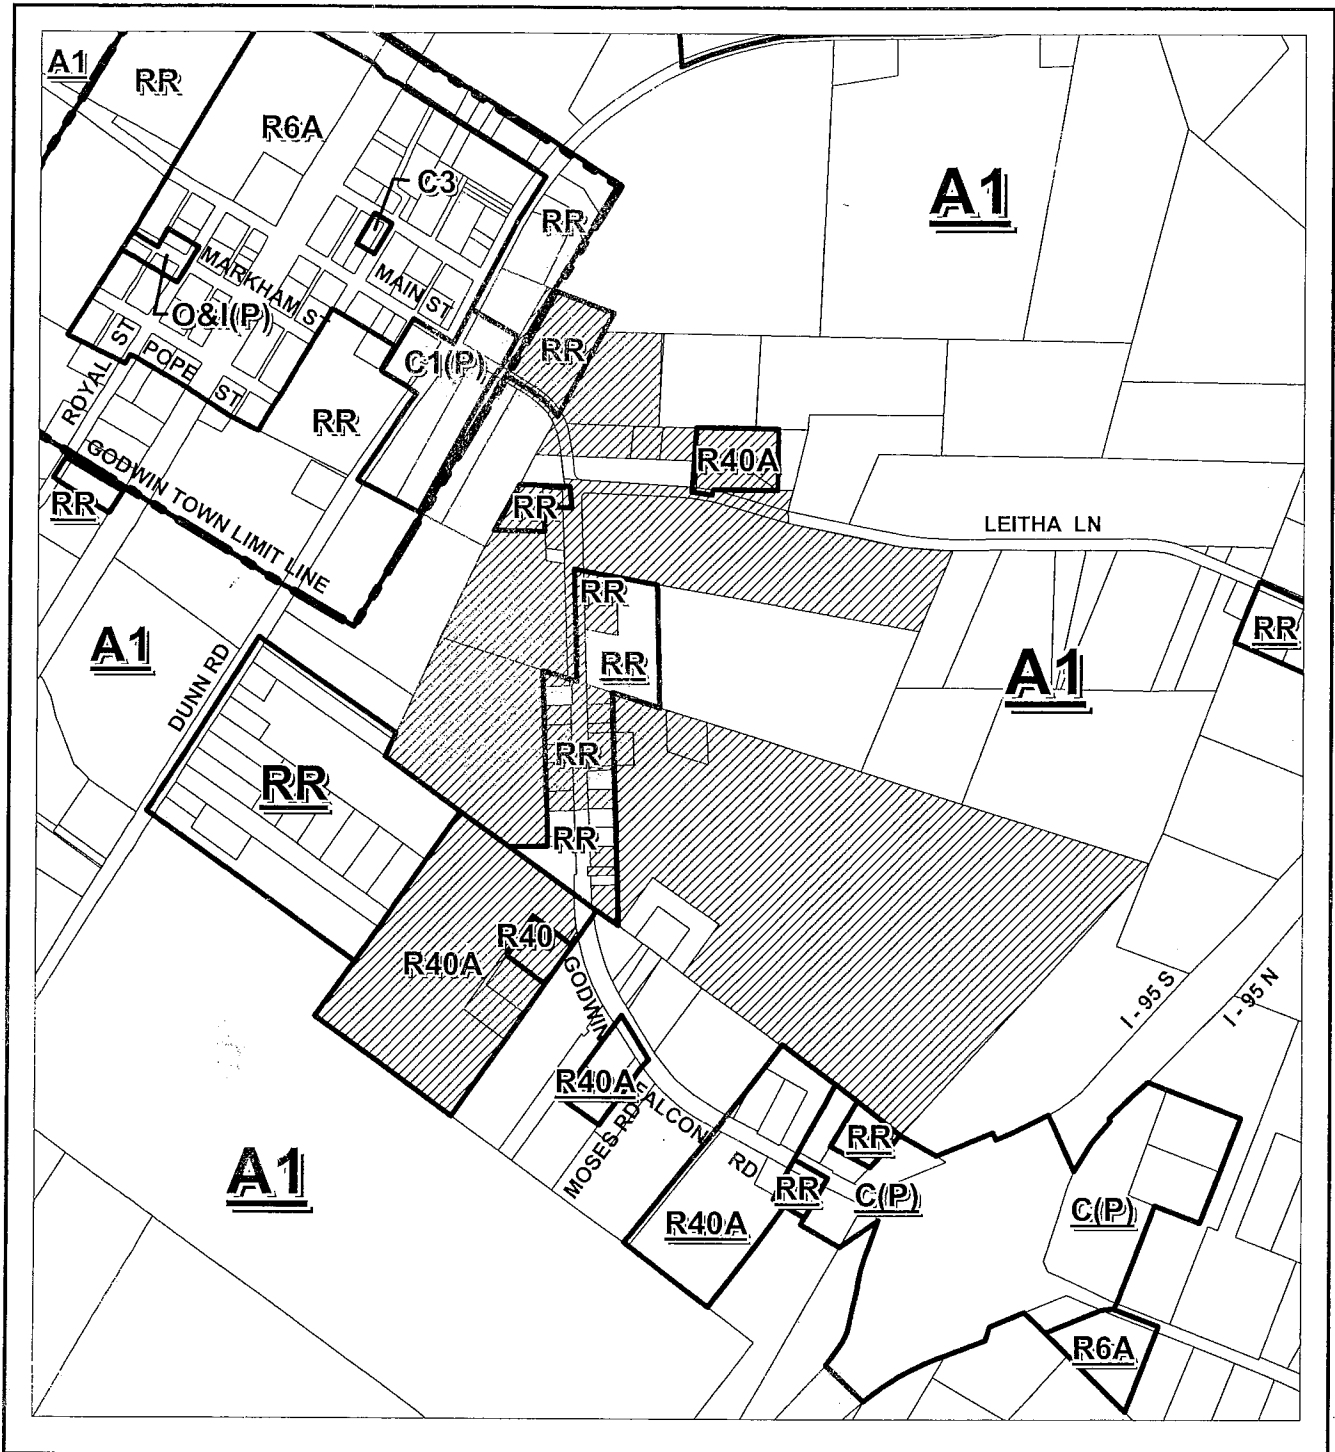 A1
RR
R6A
C3
A1
RR
MARKHAM ST
MAIN ST
O&I(P)
ROYAL ST
POPE ST
C1(P)
RR
RR
R40A
GODWIN TOWN LIMIT LINE
RR
RR
LEITHA LN
RR
RR
A1
DUNN RD
RR
A1
RR
RR
RR
R40
R40A
I - 95 S
I - 95 N
GODWIN
FALCON
RD
R40A
MOSES RD
A1
RR
RR
C(P)
C(P)
R40A
R6A